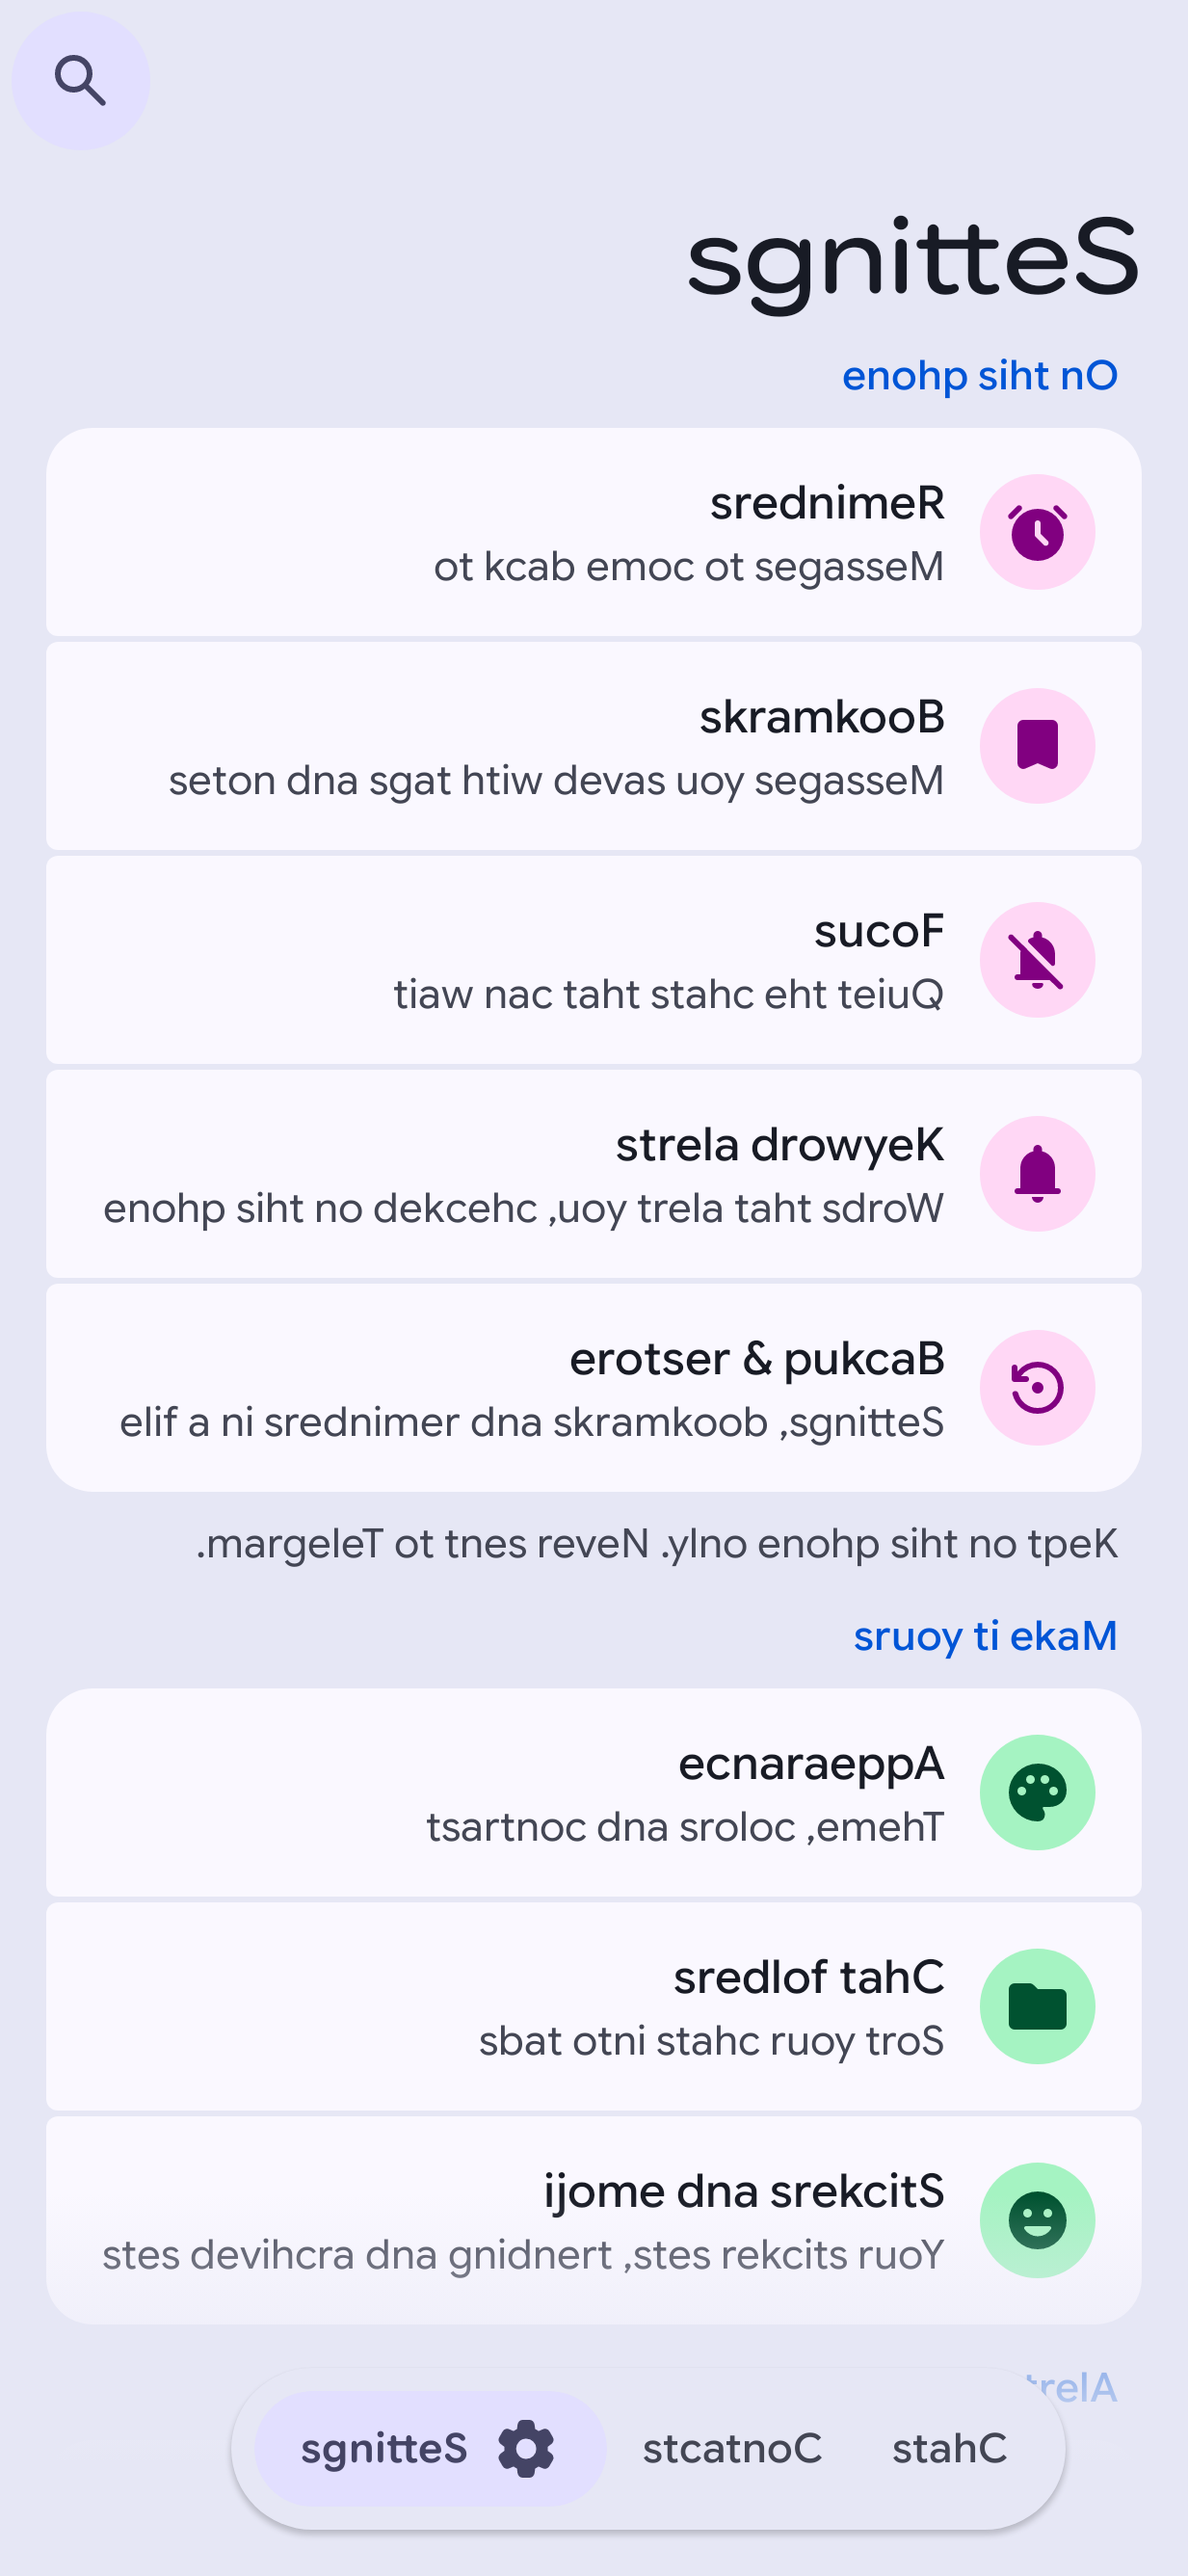 sgnitteS
enohp siht nO
srednimeR
ot kcab emoc ot segasseM
skramkooB
seton dna sgat htiw devas uoy segasseM
sucoF
tiaw nac taht stahc eht teiuQ
strela drowyeK
enohp siht no dekcehc ,uoy trela taht sdroW
erotser & pukcaB
elif a ni srednimer dna skramkoob ,sgnitteS
.margeleT ot tnes reveN .ylno enohp siht no tpeK
sruoy ti ekaM
ecnaraeppA
tsartnoc dna sroloc ,emehT
sredlof tahC
sbat otni stahc ruoy troS
ijome dna srekcitS
stes devihcra dna gnidnert ,stes rekcits ruoY
trelA
sgnitteS stcatnoC stahC